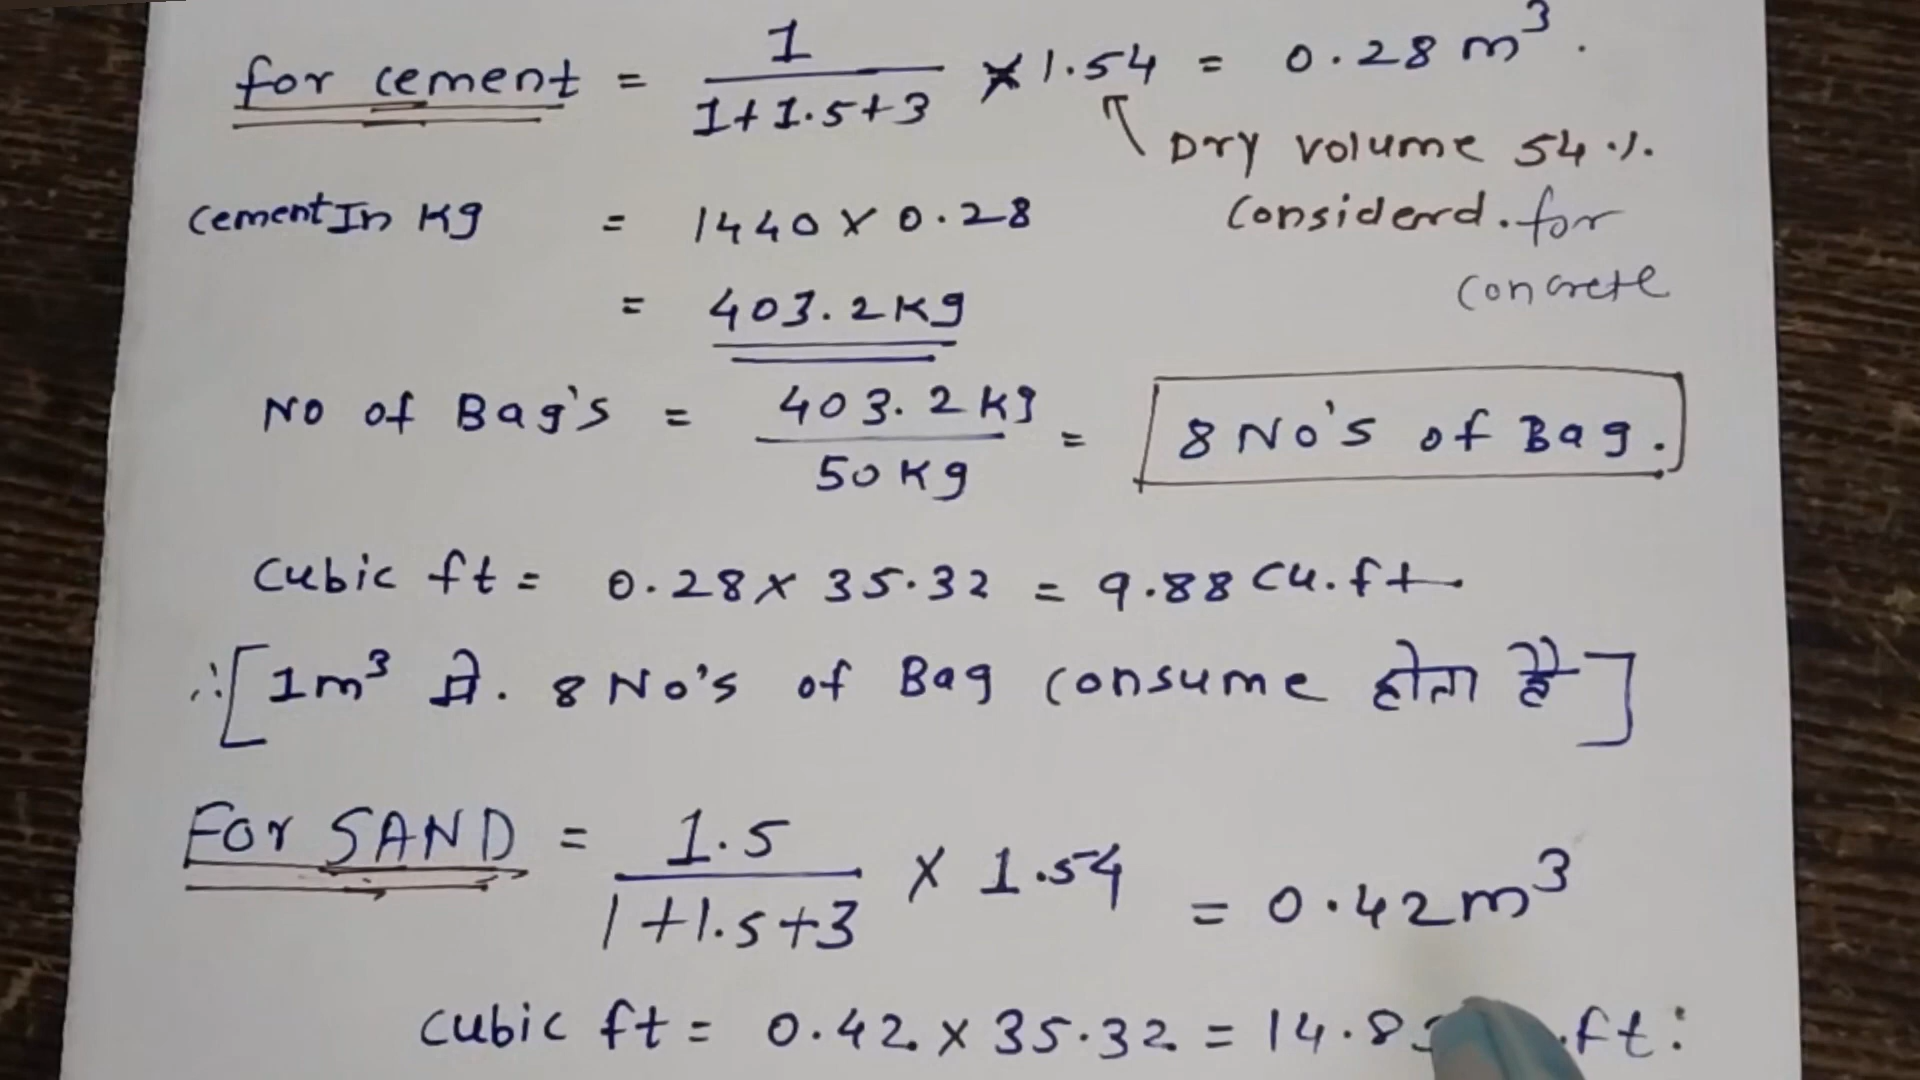 for cement = 1 / 1+1.5+3 × 1.54 = 0.28 m³.
Dry volume 54 %.
Considerd. for
concrete
Cement In Kg = 1440 × 0.28
= 403.2 Kg
No of Bag's = 403.2 Kg / 50 Kg = 8 No's of Bag.
Cubic ft = 0.28 × 35.32 = 9.88 Cu.ft.
∴ [1m³ में. 8 No's of Bag consume होता है]
For SAND = 1.5 / 1+1.5+3 × 1.54 = 0.42 m³
Cubic ft = 0.42 × 35.32 = 14.8 .ft: